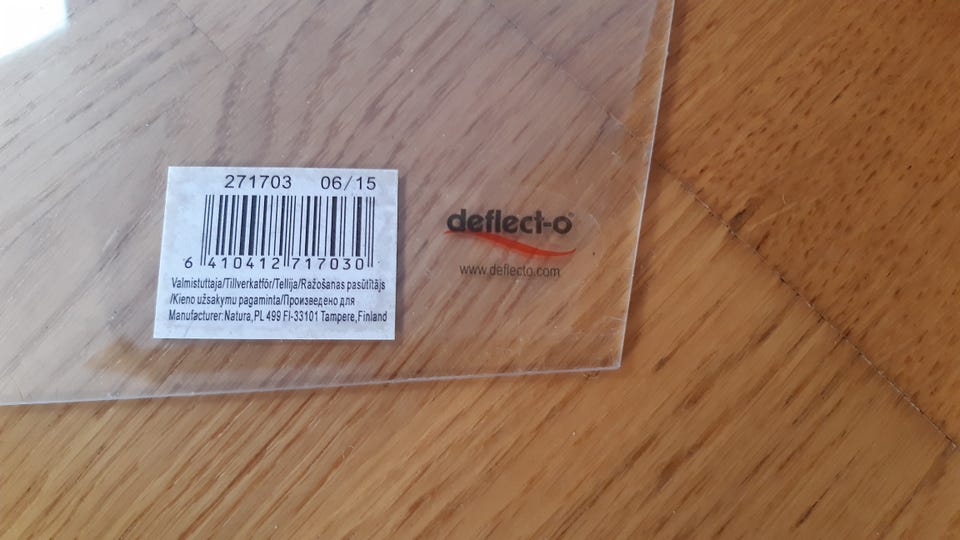 271703 06/15
6 410412 717030
Valmistuttaja/Tillverkatför/Tellija/Ražošanas pasūtītājs
/Kieno užsakymu pagaminta/Произведено для
Manufacturer:Natura,PL 499 FI-33101 Tampere,Finland
deflect-o®
www.deflecto.com